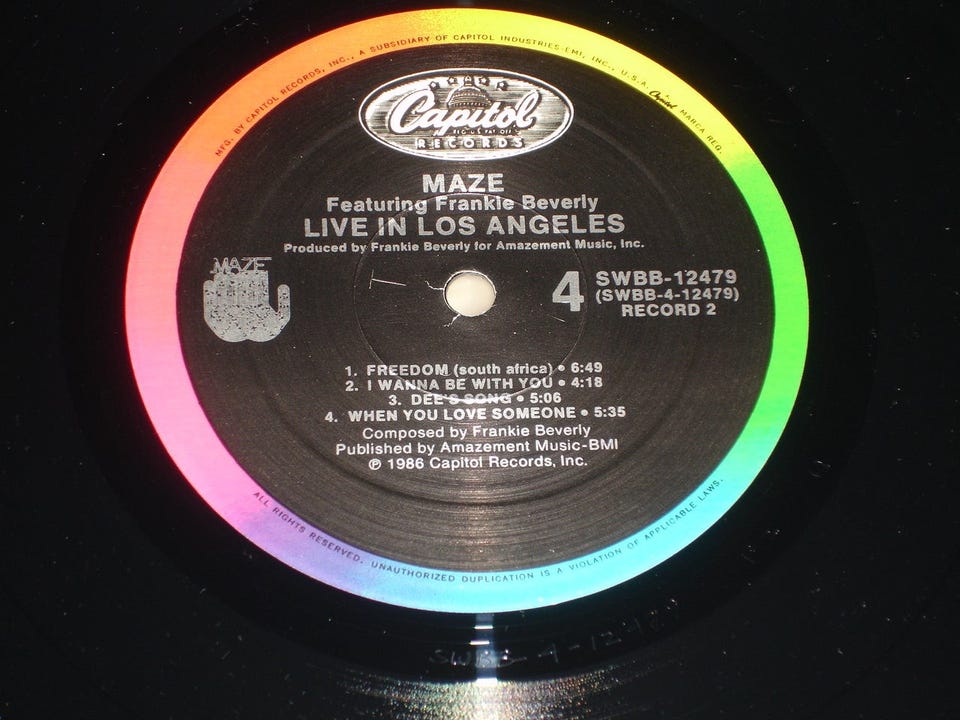 MFG. BY CAPITOL RECORDS, INC., A SUBSIDIARY OF CAPITOL INDUSTRIES-EMI, INC., U.S.A. Capitol MARCA REG.
Capitol
RECORDS
MAZE
Featuring Frankie Beverly
LIVE IN LOS ANGELES
Produced by Frankie Beverly for Amazement Music, Inc.
MAZE
4
SWBB-12479
(SWBB-4-12479)
RECORD 2
1. FREEDOM (south africa) • 6:49
2. I WANNA BE WITH YOU • 4:18
3. DEE'S SONG • 5:06
4. WHEN YOU LOVE SOMEONE • 5:35
Composed by Frankie Beverly
Published by Amazement Music-BMI
℗ 1986 Capitol Records, Inc.
ALL RIGHTS RESERVED. UNAUTHORIZED DUPLICATION IS A VIOLATION OF APPLICABLE LAWS.